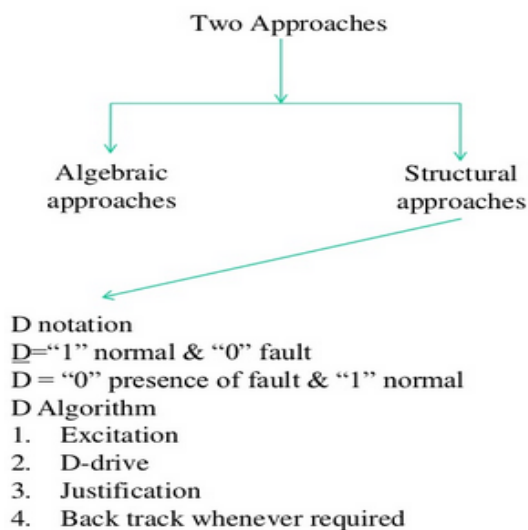 Two Approaches
Algebraic
approaches
Structural
approaches
D notation
D=“1” normal & “0” fault
D = “0” presence of fault & “1” normal
D Algorithm
1. Excitation
2. D-drive
3. Justification
4. Back track whenever required